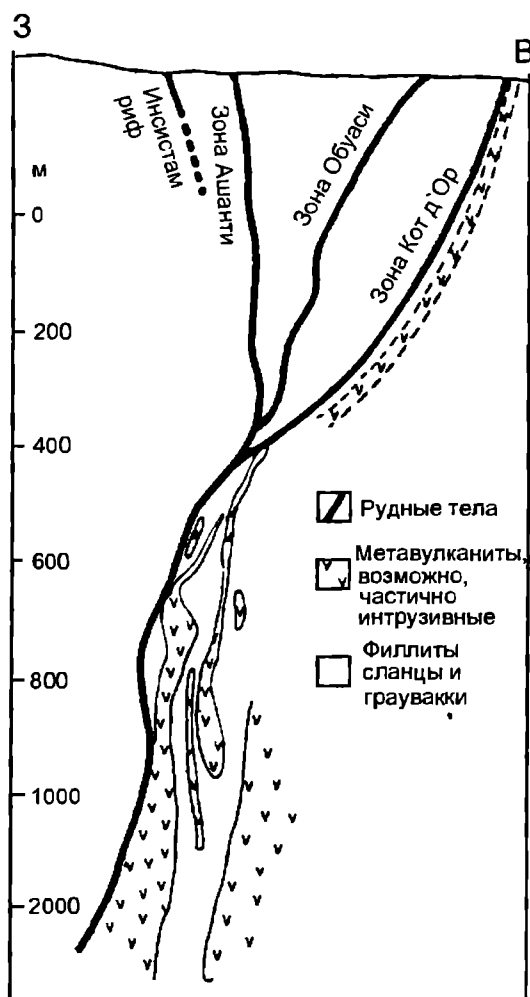 З
В
Инсистам
риф
Зона Ашанти
Зона Обуаси
Зона Кот д`Ор
м
0
200
400
600
800
1000
2000
Рудные тела
Метавулканиты,
возможно,
частично
интрузивные
Филлиты
сланцы и
граувакки